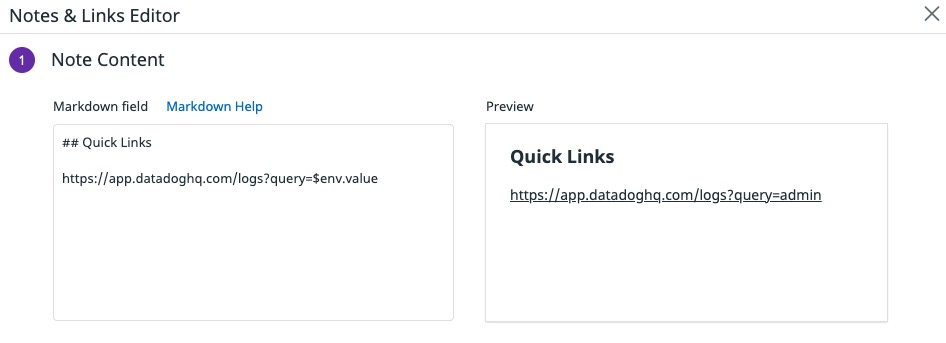 Notes & Links Editor
1 Note Content
Markdown field Markdown Help
## Quick Links
https://app.datadoghq.com/logs?query=$env.value
Preview
Quick Links
https://app.datadoghq.com/logs?query=admin